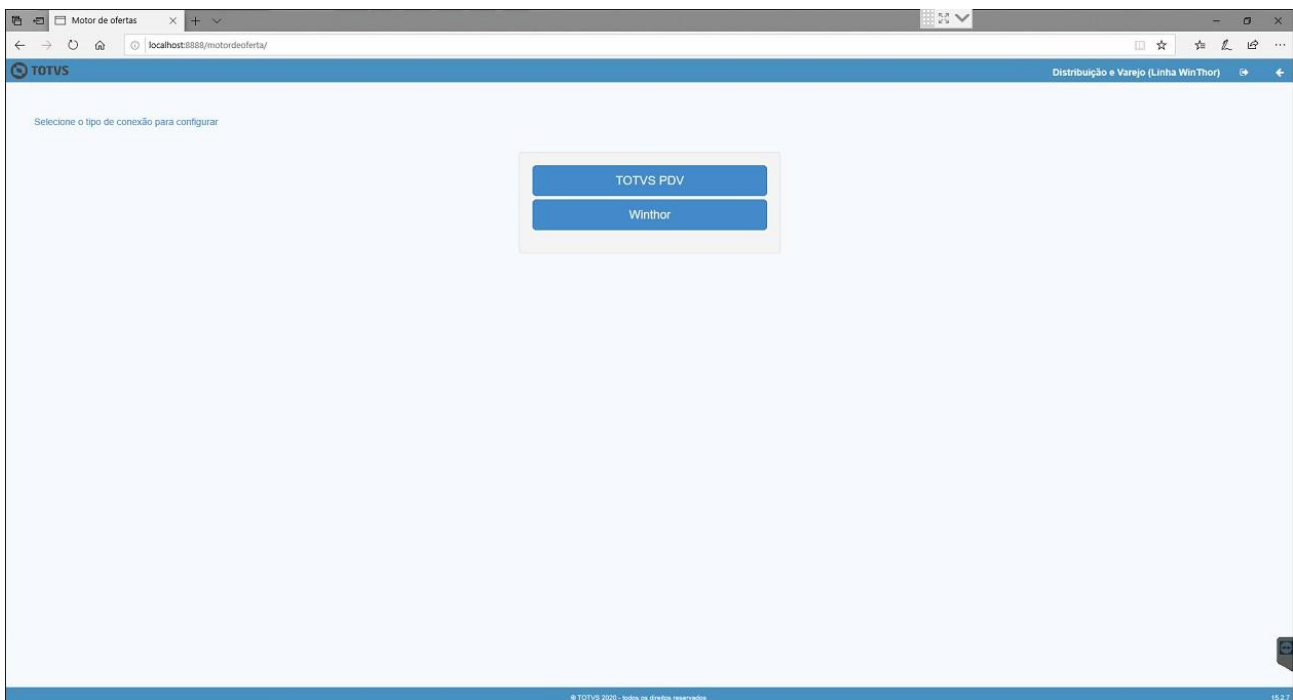 Motor de ofertas
localhost:8888/motordeoferta/
TOTVS
Distribuição e Varejo (Linha WinThor)
Selecione o tipo de conexão para configurar
TOTVS PDV
Winthor
© TOTVS 2020 - todos os direitos reservados
15.2.7